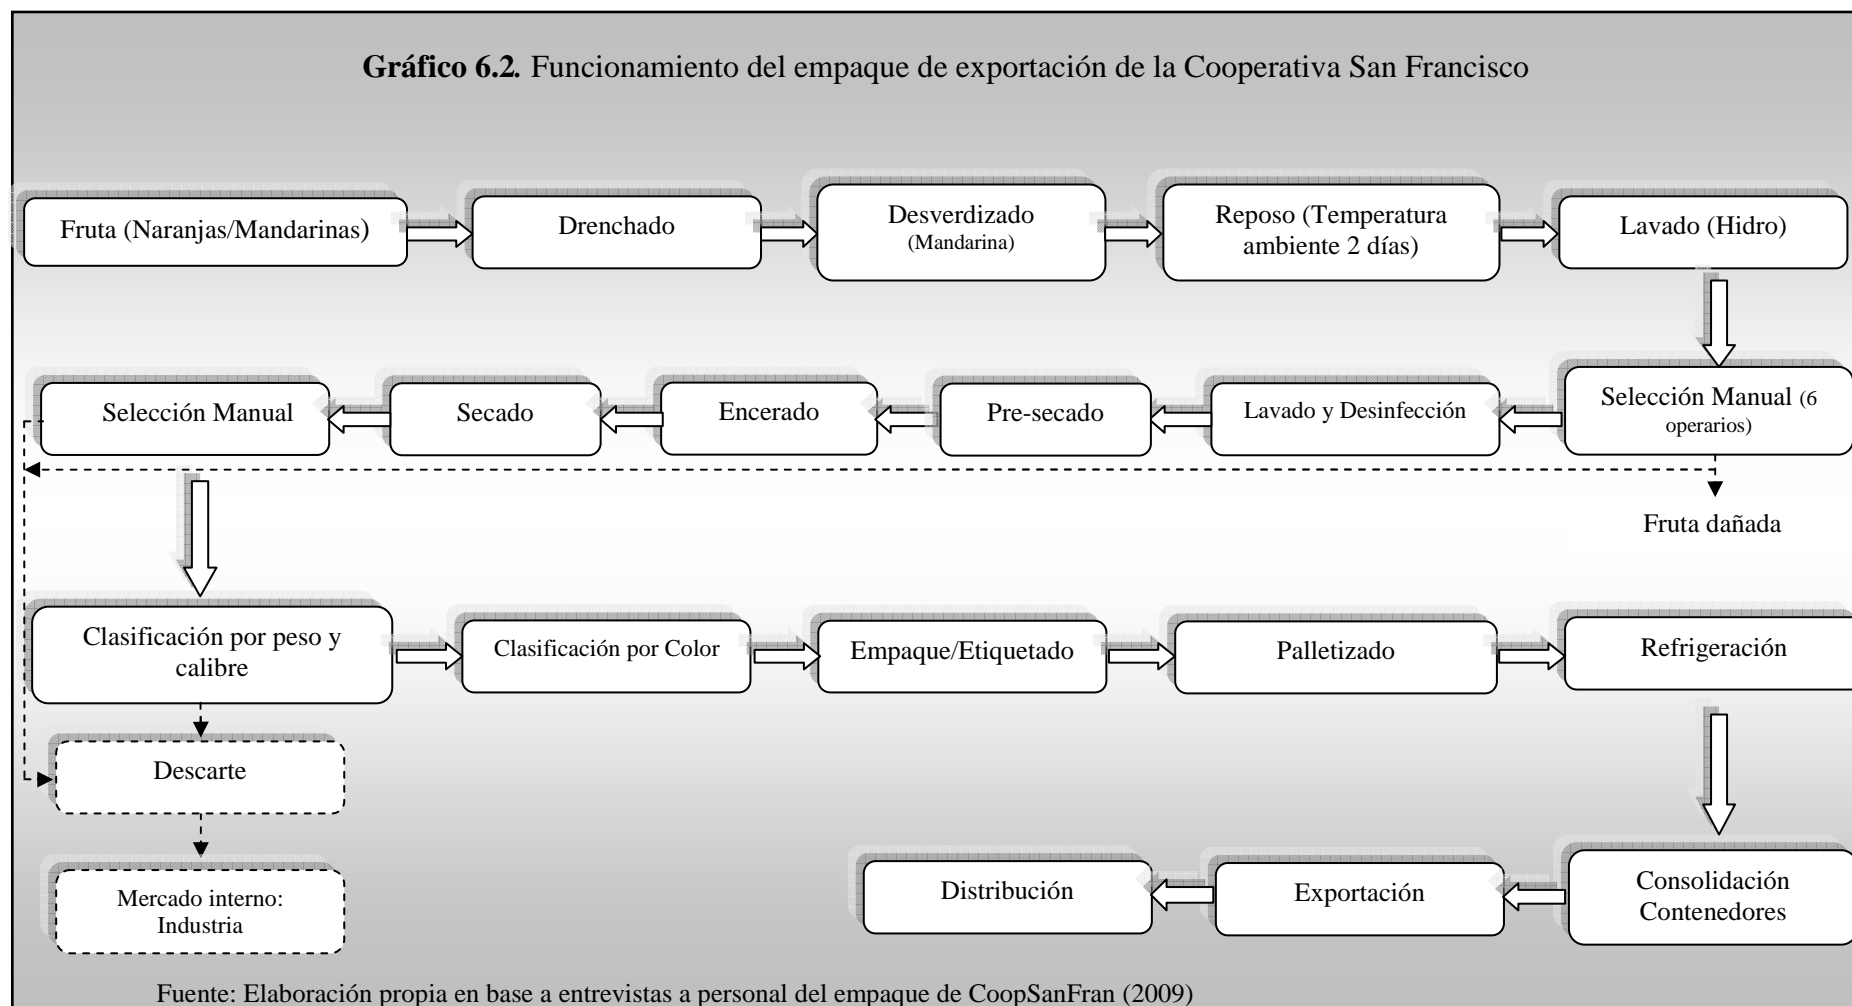 Gráfico 6.2. Funcionamiento del empaque de exportación de la Cooperativa San Francisco
Fruta (Naranjas/Mandarinas)
Drenchado
Desverdizado
(Mandarina)
Reposo (Temperatura
ambiente 2 días)
Lavado (Hidro)
Selección Manual (6
operarios)
Lavado y Desinfección
Pre-secado
Encerado
Secado
Selección Manual
Fruta dañada
Clasificación por peso y
calibre
Clasificación por Color
Empaque/Etiquetado
Palletizado
Refrigeración
Descarte
Mercado interno:
Industria
Consolidación
Contenedores
Exportación
Distribución
Fuente: Elaboración propia en base a entrevistas a personal del empaque de CoopSanFran (2009)